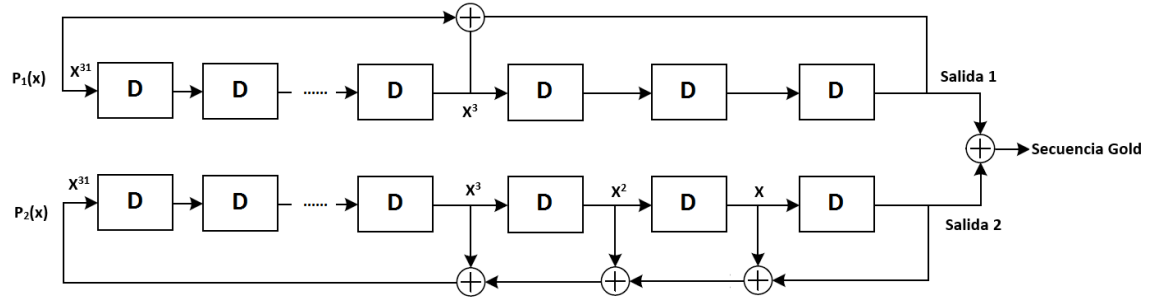 P₁(x)
X³¹
D
D
......
D
X³
D
D
D
Salida 1
Secuencia Gold
P₂(x)
X³¹
D
D
......
D
X³
D
X²
D
X
D
Salida 2